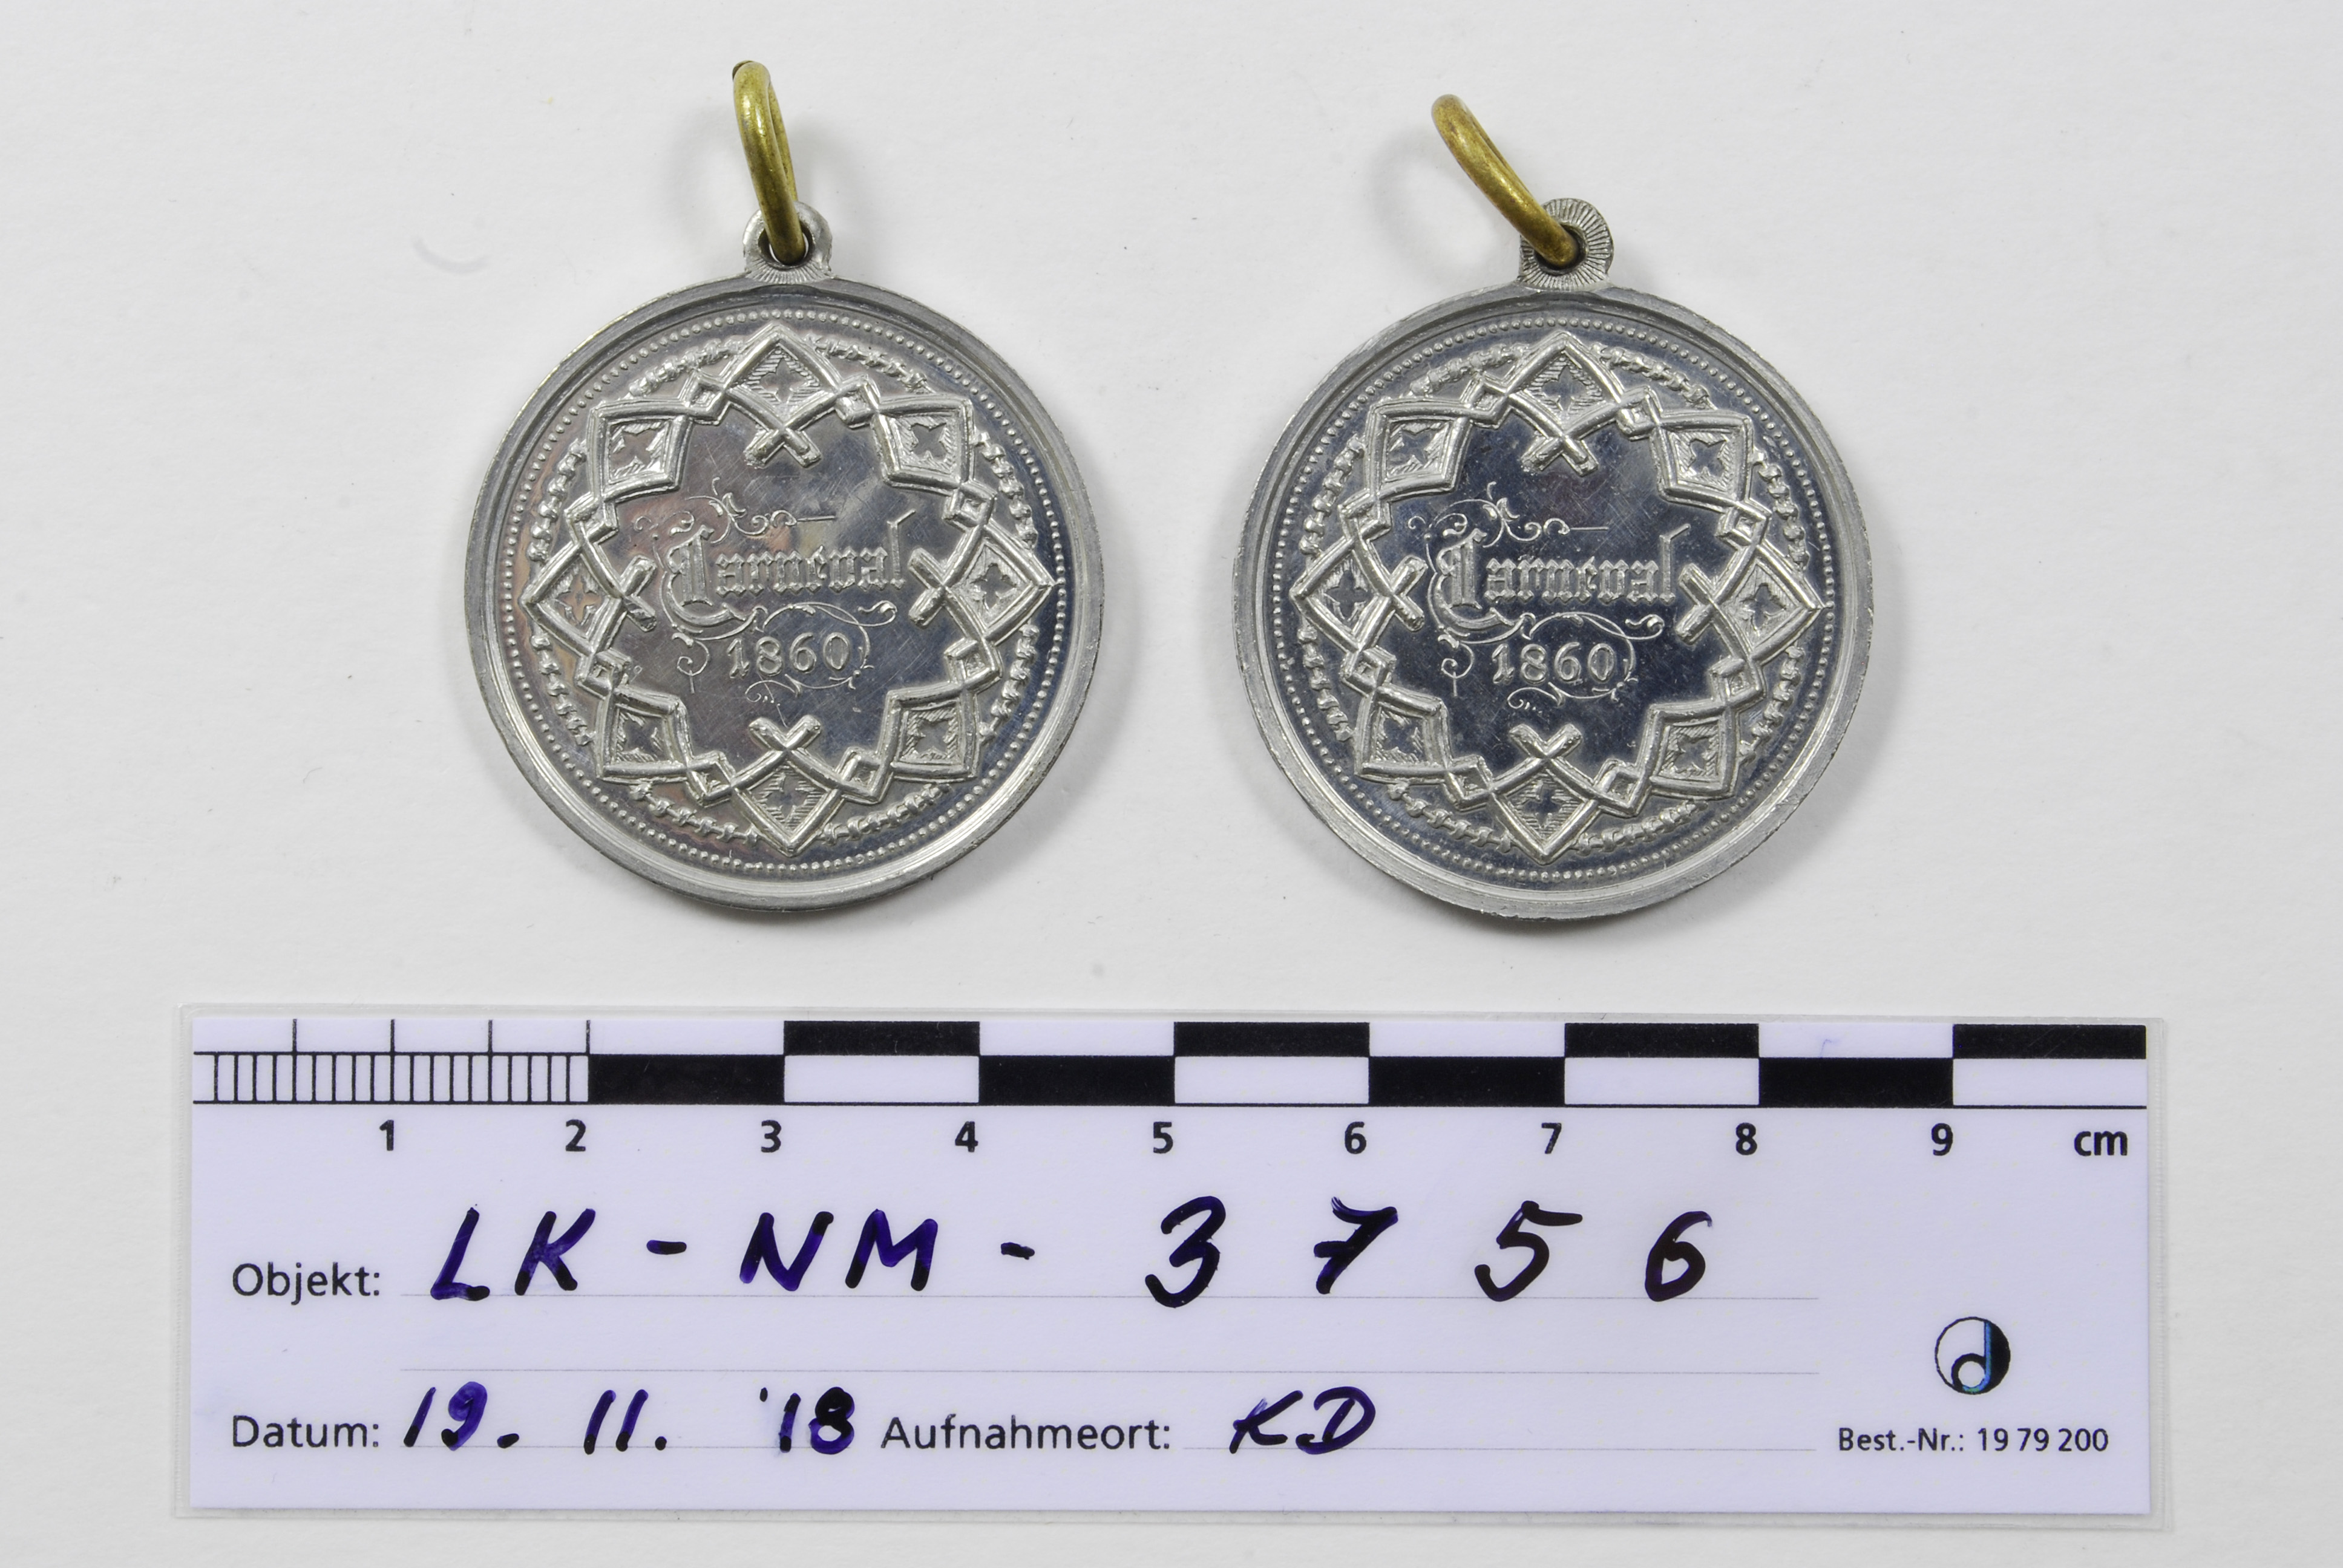 Carneval
1860
Carneval
1860
1 2 3 4 5 6 7 8 9 cm
Objekt: LK-NM-3756
Datum: 19. 11. '18 Aufnahmeort: KD
Best.-Nr.: 19 79 200